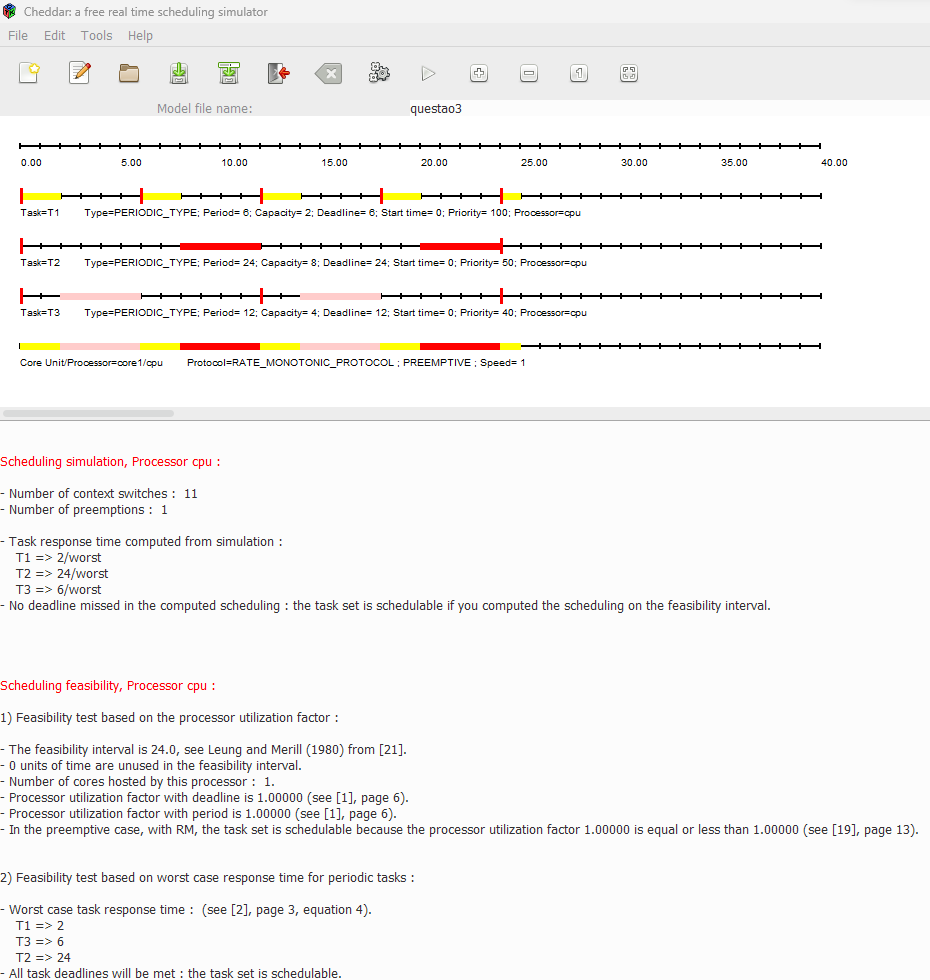 Cheddar: a free real time scheduling simulator
File Edit Tools Help
Model file name: questao3
0.00 5.00 10.00 15.00 20.00 25.00 30.00 35.00 40.00
Task=T1 Type=PERIODIC_TYPE; Period= 6; Capacity= 2; Deadline= 6; Start time= 0; Priority= 100; Processor=cpu
Task=T2 Type=PERIODIC_TYPE; Period= 24; Capacity= 8; Deadline= 24; Start time= 0; Priority= 50; Processor=cpu
Task=T3 Type=PERIODIC_TYPE; Period= 12; Capacity= 4; Deadline= 12; Start time= 0; Priority= 40; Processor=cpu
Core Unit/Processor=core1/cpu Protocol=RATE_MONOTONIC_PROTOCOL ; PREEMPTIVE ; Speed= 1
Scheduling simulation, Processor cpu :
- Number of context switches : 11
- Number of preemptions : 1
- Task response time computed from simulation :
T1 => 2/worst
T2 => 24/worst
T3 => 6/worst
- No deadline missed in the computed scheduling : the task set is schedulable if you computed the scheduling on the feasibility interval.
Scheduling feasibility, Processor cpu :
1) Feasibility test based on the processor utilization factor :
- The feasibility interval is 24.0, see Leung and Merill (1980) from [21].
- 0 units of time are unused in the feasibility interval.
- Number of cores hosted by this processor : 1.
- Processor utilization factor with deadline is 1.00000 (see [1], page 6).
- Processor utilization factor with period is 1.00000 (see [1], page 6).
- In the preemptive case, with RM, the task set is schedulable because the processor utilization factor 1.00000 is equal or less than 1.00000 (see [19], page 13).
2) Feasibility test based on worst case response time for periodic tasks :
- Worst case task response time : (see [2], page 3, equation 4).
T1 => 2
T3 => 6
T2 => 24
- All task deadlines will be met : the task set is schedulable.